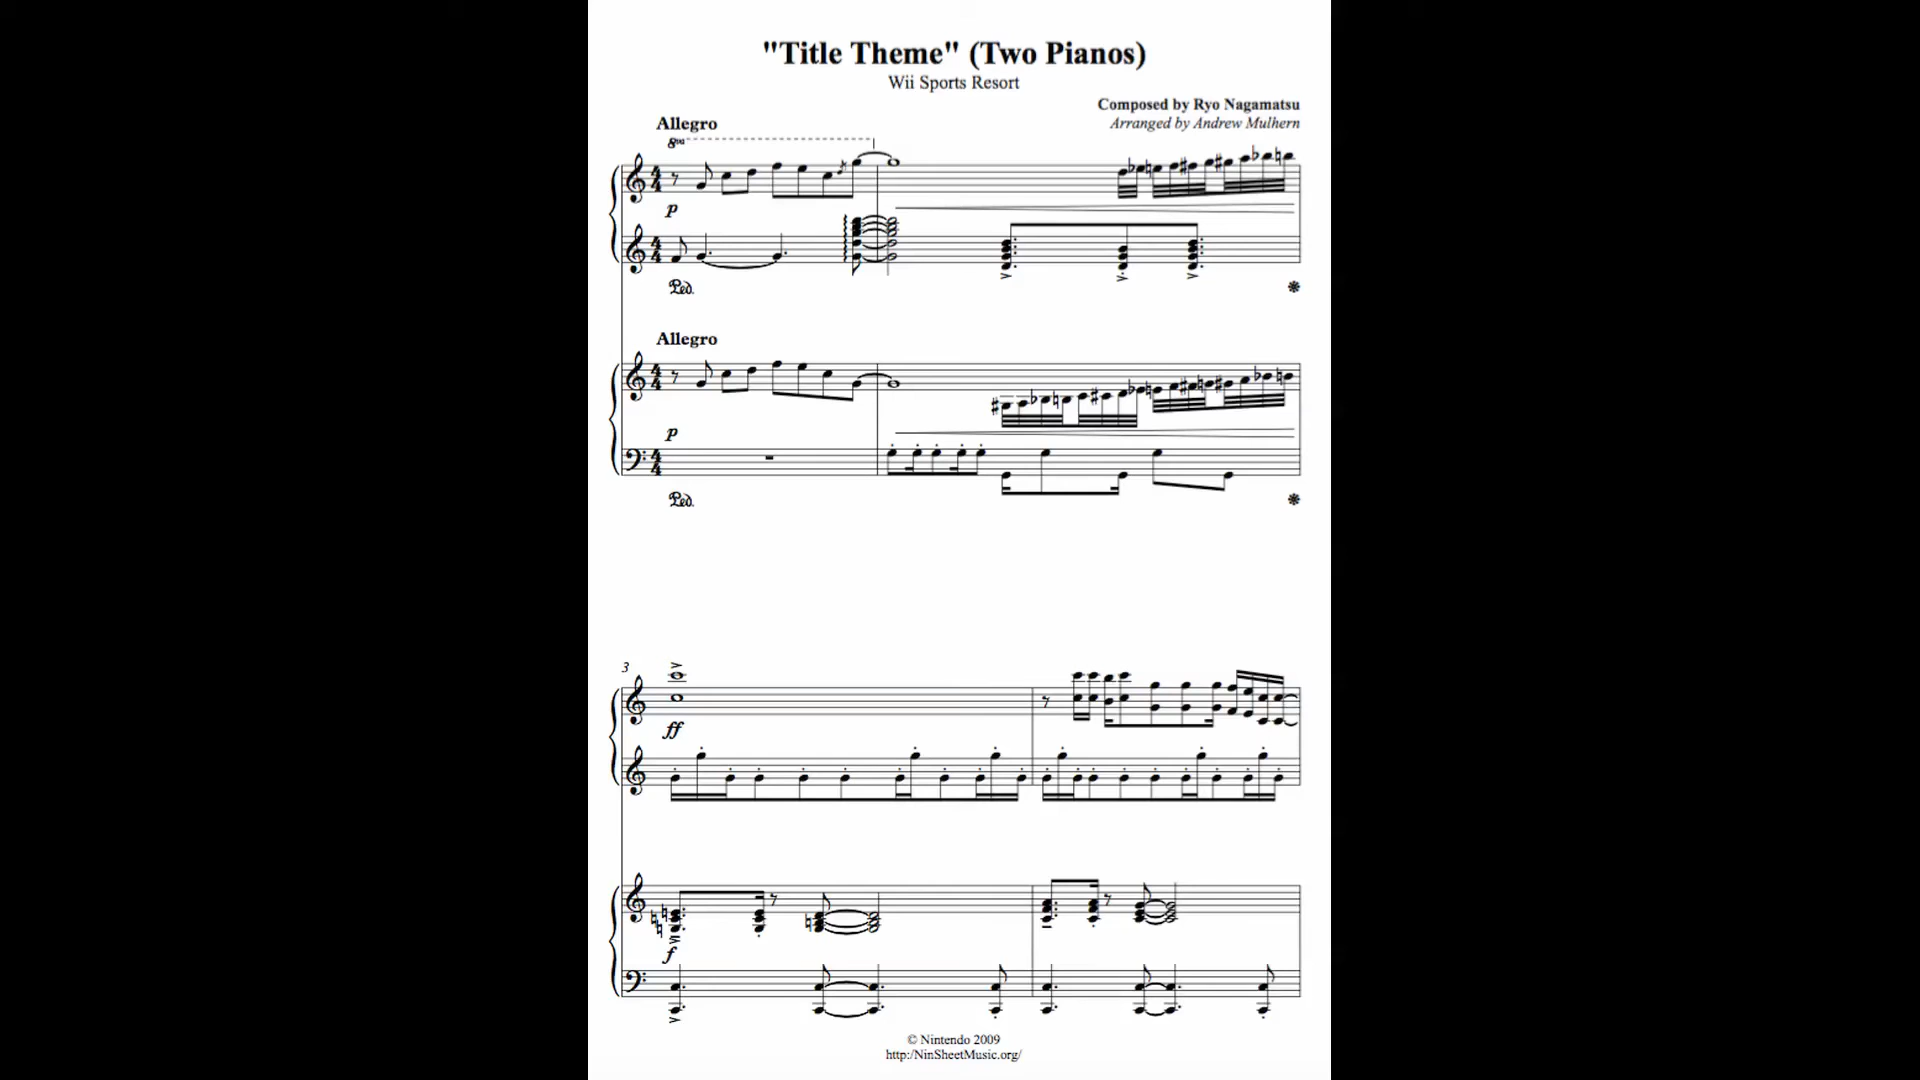 "Title Theme" (Two Pianos)
Wii Sports Resort
Composed by Ryo Nagamatsu
Arranged by Andrew Mulhern
Allegro
8va
p
Ped.
Allegro
p
Ped.
3
ff
f
© Nintendo 2009
http:/NinSheetMusic.org/